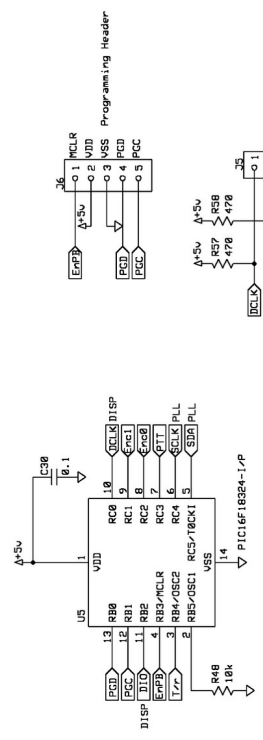 +5v
C30
0.1
U5
1
VDD
PGD 13 RB0 RC0 10 DCLK DISP
PGC 12 RB1 RC1 9 Enc1
DISP DIO 11 RB2 RC2 8 Enc0
EnPB 4 RB3/MCLR RC3 7 PTT
T/r 3 RB4/OSC2 RC4 6 SCLK PLL
2 RB5/OSC1 RC5/T0CKI 5 SDA PLL
VSS
14
PIC16F18324-I/P
R48
10k
J6
EnPB 1 MCLR
+5v 2 VDD
3 VSS
PGD 4 PGD
PGC 5 PGC
Programming Header
+5v +5v
R57 R58
470 470
J5
DCLK 1